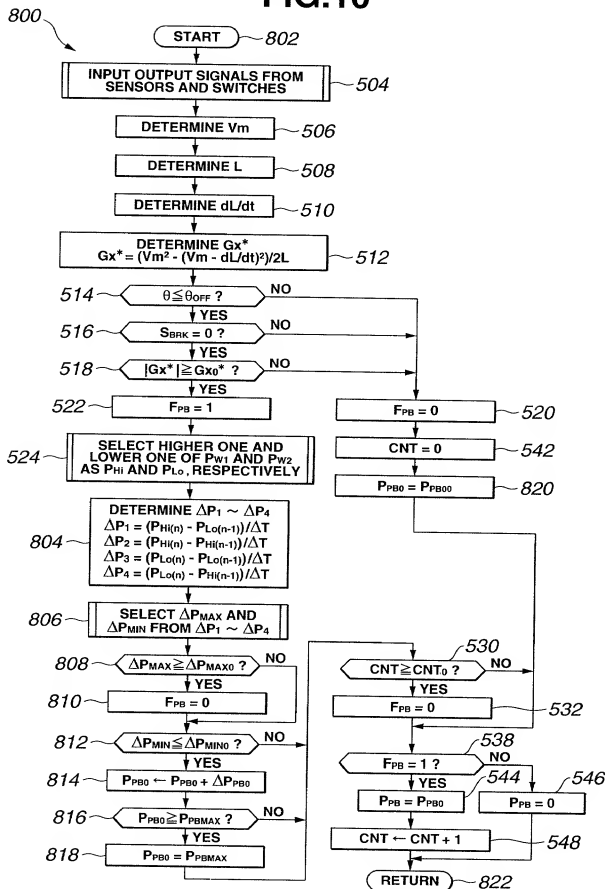 FIG.10
800
START
802
INPUT OUTPUT SIGNALS FROM
SENSORS AND SWITCHES
504
DETERMINE Vm
506
DETERMINE L
508
DETERMINE dL/dt
510
DETERMINE Gx*
Gx* = (Vm² - (Vm - dL/dt)²)/2L
512
514
θ≦θOFF ?
NO
YES
516
SBRK = 0 ?
NO
YES
518
|Gx*|≧Gx0* ?
NO
YES
522
FPB = 1
FPB = 0
520
524
SELECT HIGHER ONE AND
LOWER ONE OF PW1 AND PW2
AS PHi AND PLo, RESPECTIVELY
CNT = 0
542
PPB0 = PPB00
820
804
DETERMINE ΔP1 ~ ΔP4
ΔP1 = (PHi(n) - PLo(n-1))/ΔT
ΔP2 = (PHi(n) - PHi(n-1))/ΔT
ΔP3 = (PLo(n) - PLo(n-1))/ΔT
ΔP4 = (PLo(n) - PHi(n-1))/ΔT
806
SELECT ΔPMAX AND
ΔPMIN FROM ΔP1 ~ ΔP4
808
ΔPMAX≧ΔPMAX0 ?
NO
YES
810
FPB = 0
812
ΔPMIN≦ΔPMIN0 ?
NO
YES
814
PPB0 ← PPB0 + ΔPPB0
816
PPB0≧PPBMAX ?
NO
YES
818
PPB0 = PPBMAX
530
CNT≧CNT0 ?
NO
YES
FPB = 0
532
538
FPB = 1 ?
NO
YES
544
546
PPB = PPB0
PPB = 0
CNT ← CNT + 1
548
RETURN
822